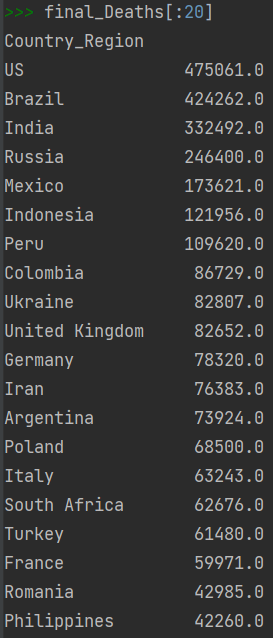 >>> final_Deaths[:20]
Country_Region
US 475061.0
Brazil 424262.0
India 332492.0
Russia 246400.0
Mexico 173621.0
Indonesia 121956.0
Peru 109620.0
Colombia 86729.0
Ukraine 82807.0
United Kingdom 82652.0
Germany 78320.0
Iran 76383.0
Argentina 73924.0
Poland 68500.0
Italy 63243.0
South Africa 62676.0
Turkey 61480.0
France 59971.0
Romania 42985.0
Philippines 42260.0